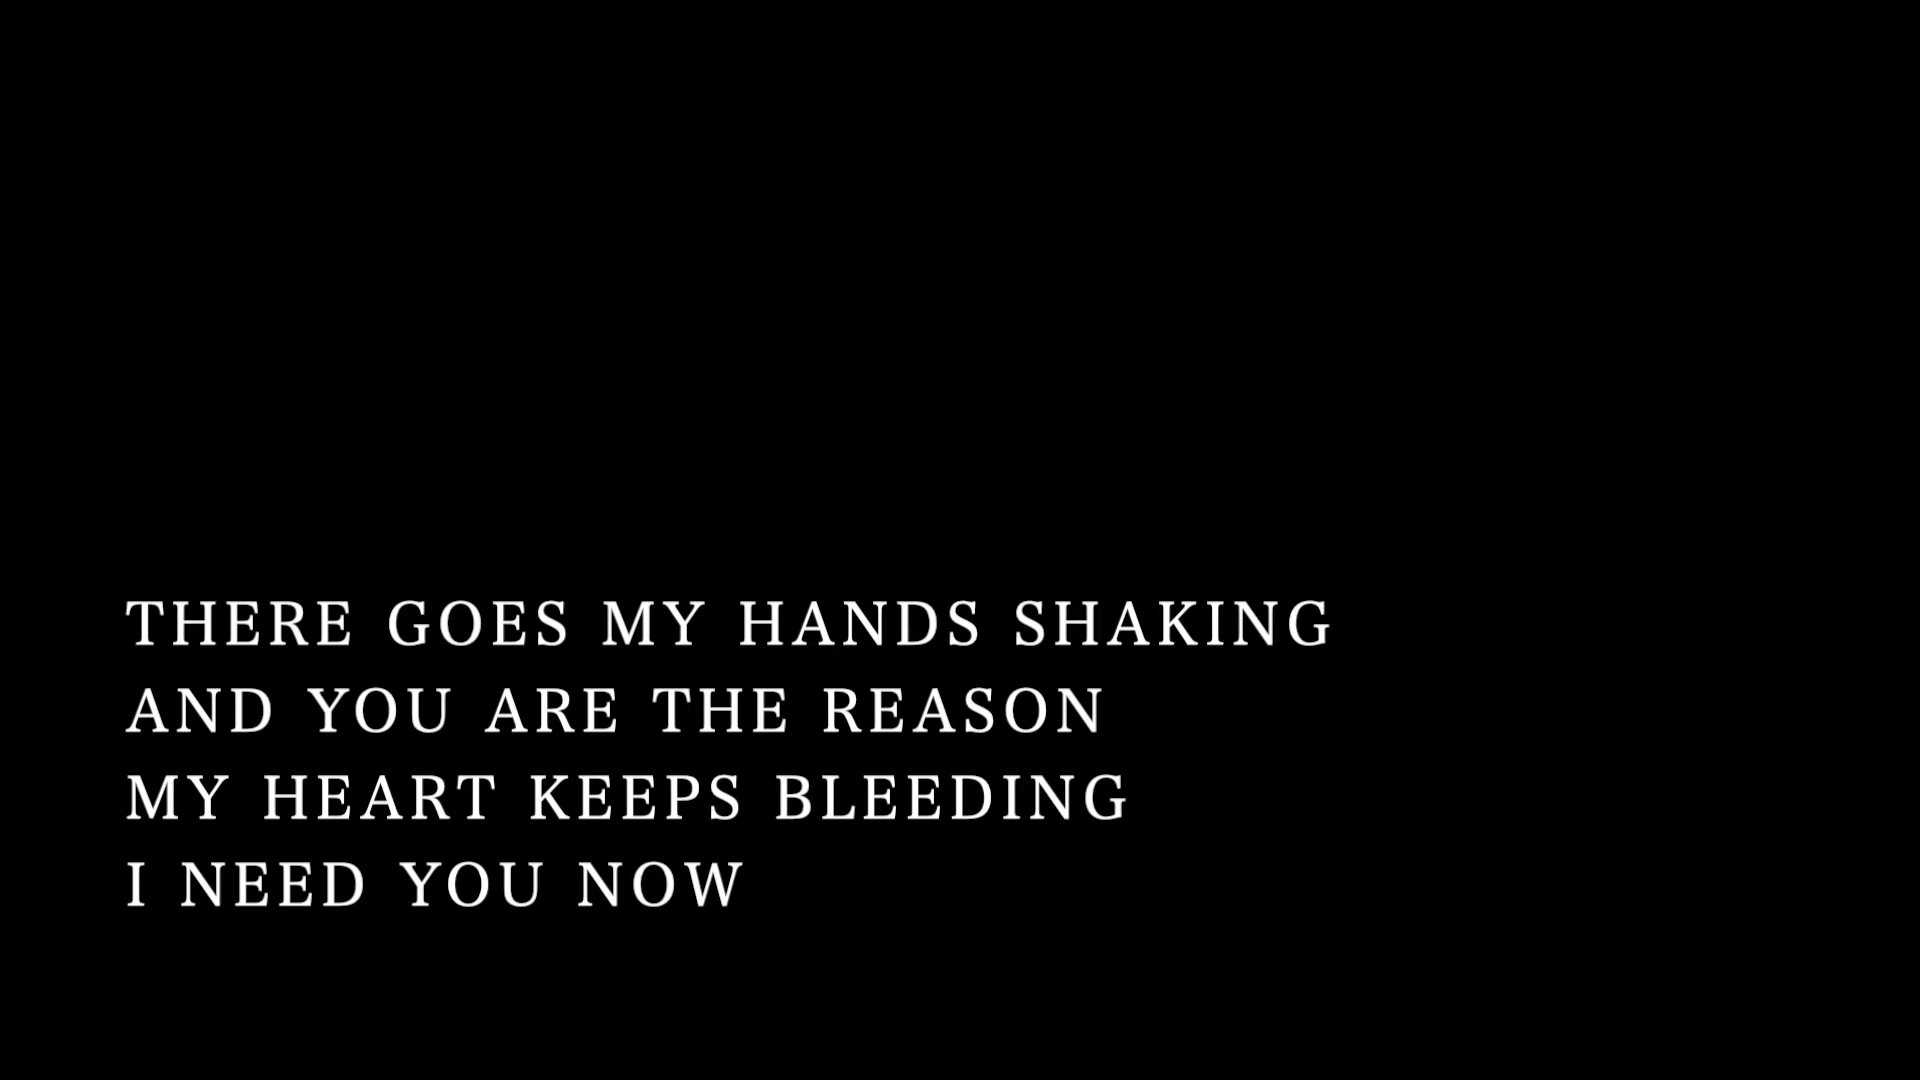 THERE GOES MY HANDS SHAKING
AND YOU ARE THE REASON
MY HEART KEEPS BLEEDING
I NEED YOU NOW